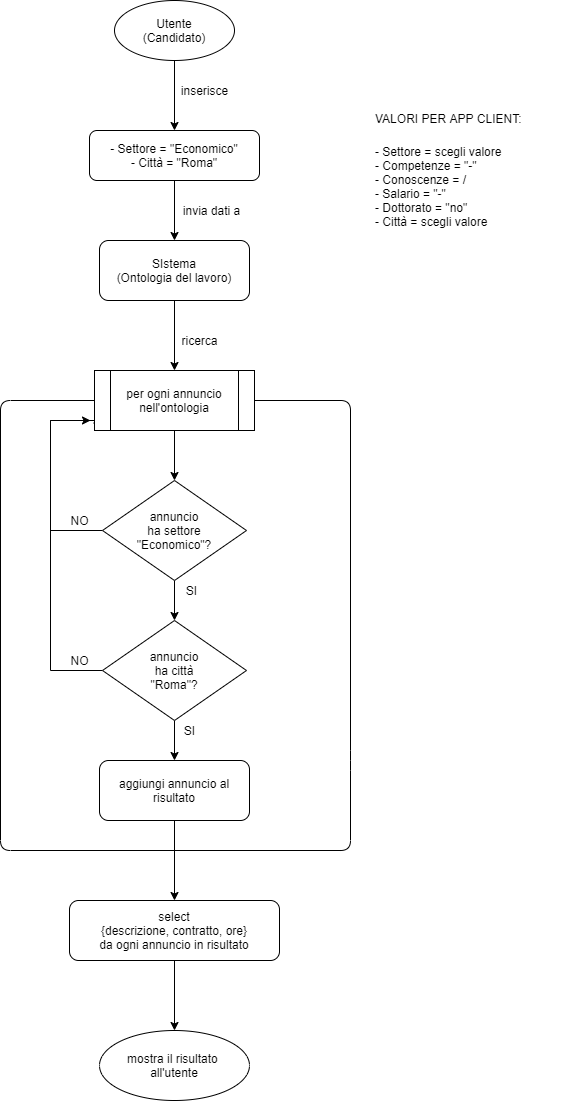 Utente
(Candidato)
inserisce
VALORI PER APP CLIENT:
- Settore = "Economico"
- Città = "Roma"
- Settore = scegli valore
- Competenze = "-"
- Conoscenze = /
- Salario = "-"
- Dottorato = "no"
- Città = scegli valore
invia dati a
SIstema
(Ontologia del lavoro)
ricerca
per ogni annuncio
nell'ontologia
NO
annuncio
ha settore
"Economico"?
SI
NO
annuncio
ha città
"Roma"?
SI
aggiungi annuncio al
risultato
select
{descrizione, contratto, ore}
da ogni annuncio in risultato
mostra il risultato
all'utente